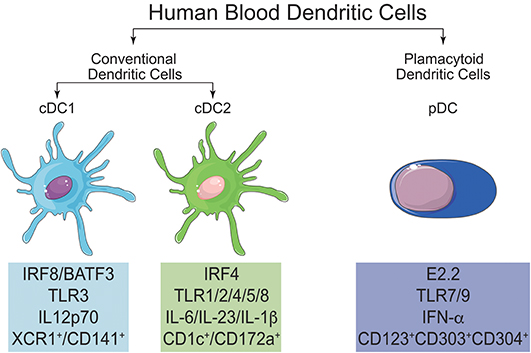 Human Blood Dendritic Cells
Conventional
Dendritic Cells
Plamacytoid
Dendritic Cells
cDC1
cDC2
pDC
IRF8/BATF3
TLR3
IL12p70
XCR1⁺/CD141⁺
IRF4
TLR1/2/4/5/8
IL-6/IL-23/IL-1β
CD1c⁺/CD172a⁺
E2.2
TLR7/9
IFN-α
CD123⁺CD303⁺CD304⁺